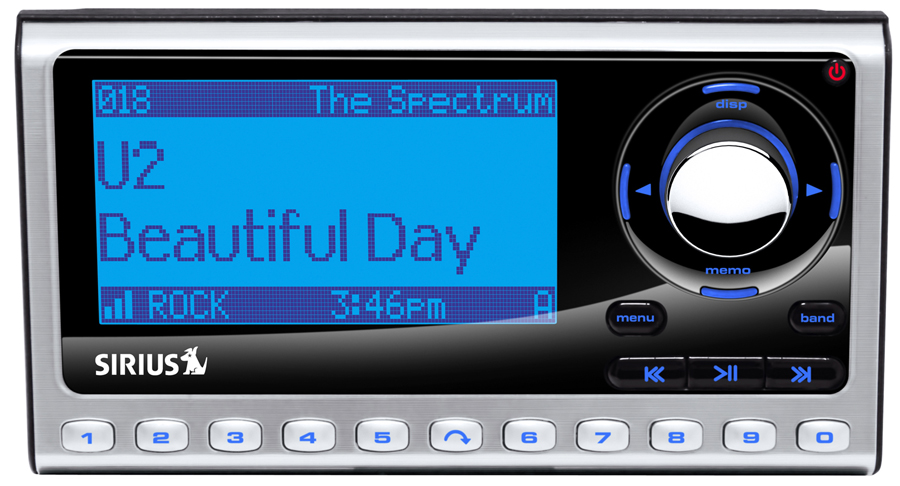 018 The Spectrum
U2
Beautiful Day
ROCK 3:46pm A
SIRIUS
disp
memo
menu band
1 2 3 4 5 6 7 8 9 0